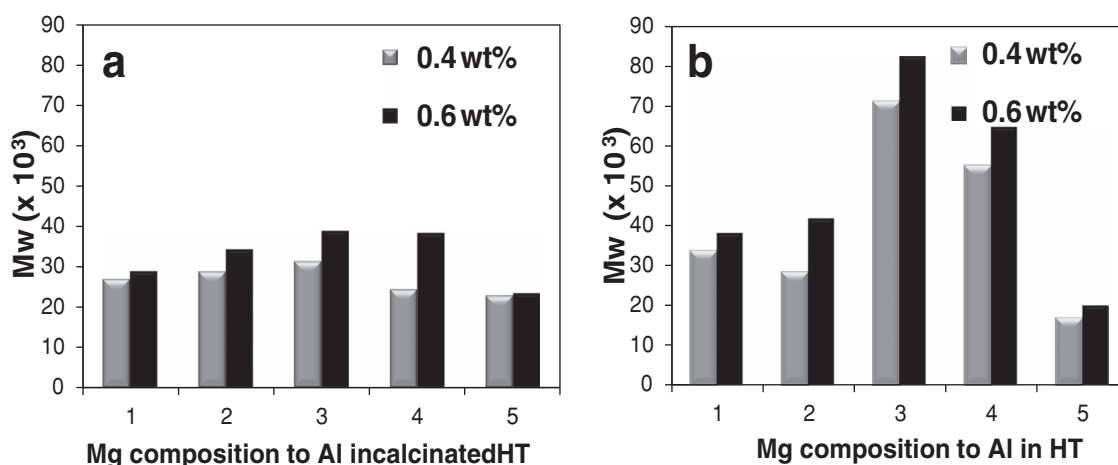 a
0.4 wt%
0.6 wt%
Mw (x 10³)
90
80
70
60
50
40
30
20
10
0
1 2 3 4 5
Mg composition to Al incalcinatedHT
b
0.4 wt%
0.6 wt%
Mw (x 10³)
90
80
70
60
50
40
30
20
10
0
1 2 3 4 5
Mg composition to Al in HT